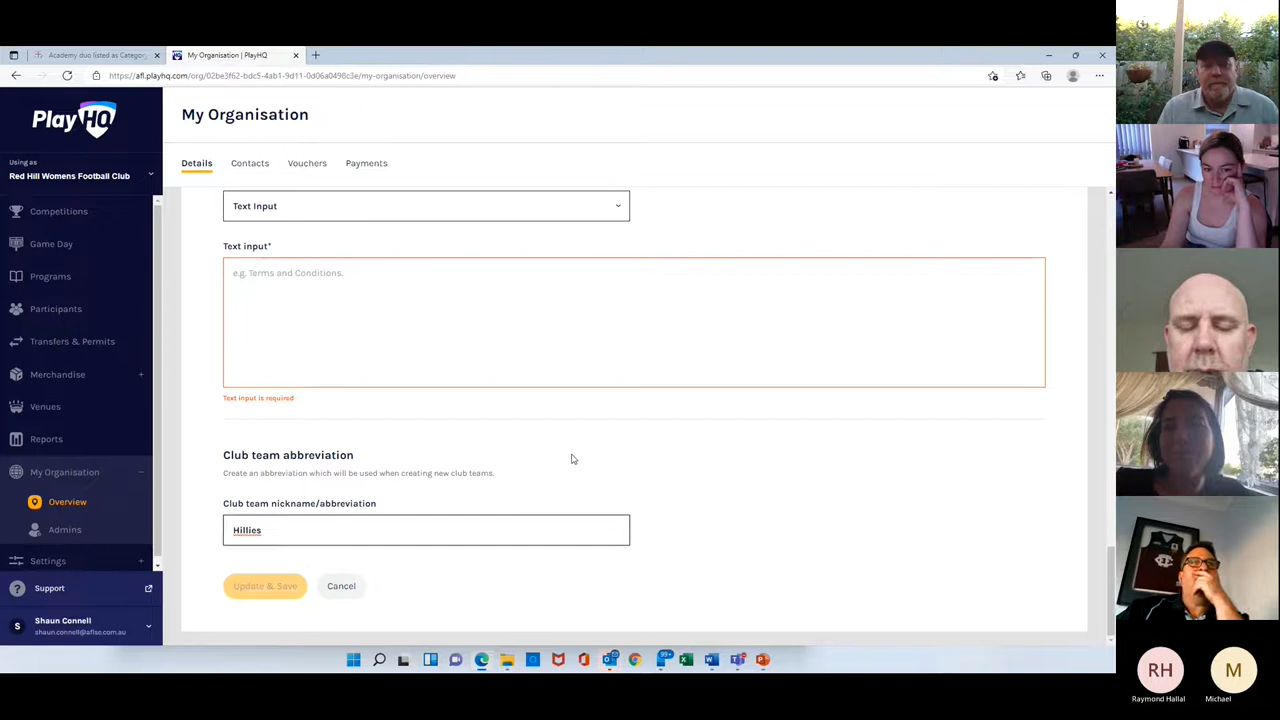 Academy duo listed as Categor
My Organisation | PlayHQ
https://afl.playhq.com/org/02be3f62-bdc5-4ab1-9d11-0d06a0498c3e/my-organisation/overview
PlayHQ
Using as
Red Hill Womens Football Club
Competitions
Game Day
Programs
Participants
Transfers & Permits
Merchandise +
Venues
Reports
My Organisation −
Overview
Admins
Settings +
Support
S
Shaun Connell
shaun.connell@aflsc.com.au
My Organisation
Details Contacts Vouchers Payments
Text Input
Text input*
e.g. Terms and Conditions.
Text input is required
Club team abbreviation
Create an abbreviation which will be used when creating new club teams.
Club team nickname/abbreviation
Hillies
Update & Save Cancel
99+
RH M
Raymond Hallal Michael